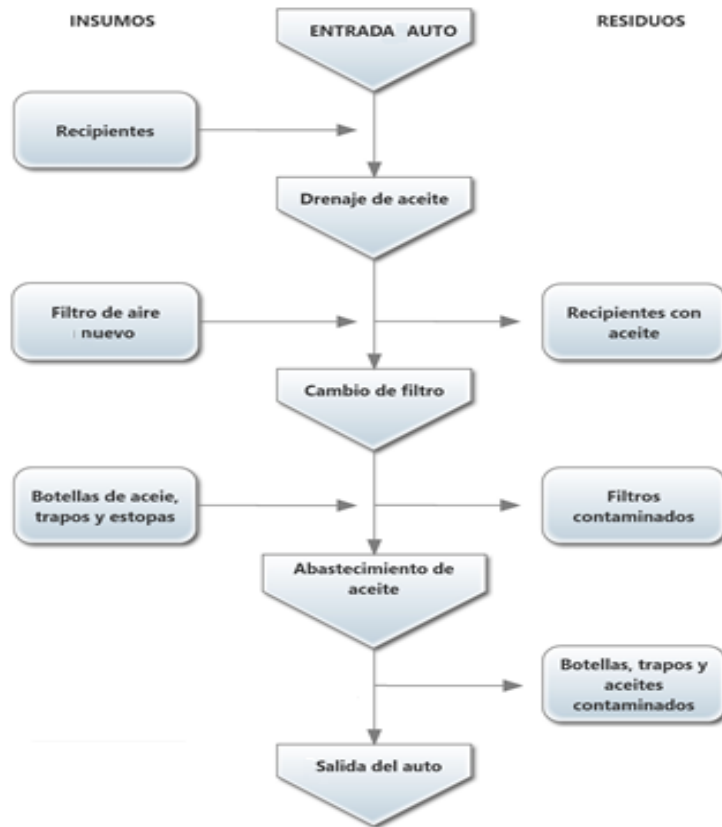 INSUMOS
ENTRADA AUTO
RESIDUOS
Recipientes
Drenaje de aceite
Filtro de aire
nuevo
Recipientes con
aceite
Cambio de filtro
Botellas de aceie,
trapos y estopas
Filtros
contaminados
Abastecimiento de
aceite
Botellas, trapos y
aceites
contaminados
Salida del auto